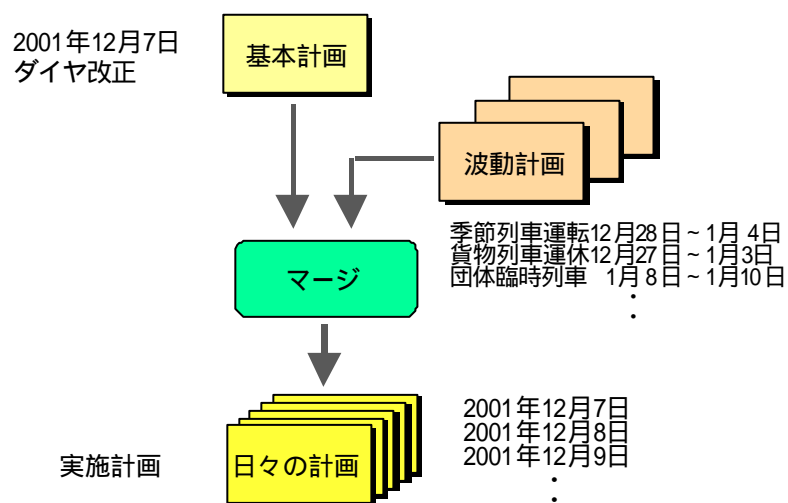 2001年12月7日
ダイヤ改正
基本計画
波動計画
季節列車運転12月28日~1月 4日
貨物列車運休12月27日~1月3日
団体臨時列車 1月 8日~1月10日
・
・
マージ
実施計画
日々の計画
2001年12月7日
2001年12月8日
2001年12月9日
・
・